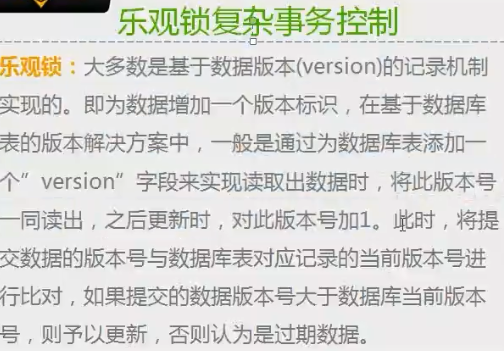 乐观锁复杂事务控制
乐观锁：大多数是基于数据版本(version)的记录机制
实现的。即为数据增加一个版本标识，在基于数据库
表的版本解决方案中，一般是通过为数据库表添加一
个”version”字段来实现读取出数据时，将此版本号
一同读出，之后更新时，对此版本号加1。此时，将提
交数据的版本号与数据库表对应记录的当前版本号进
行比对，如果提交的数据版本号大于数据库当前版本
号，则予以更新，否则认为是过期数据。